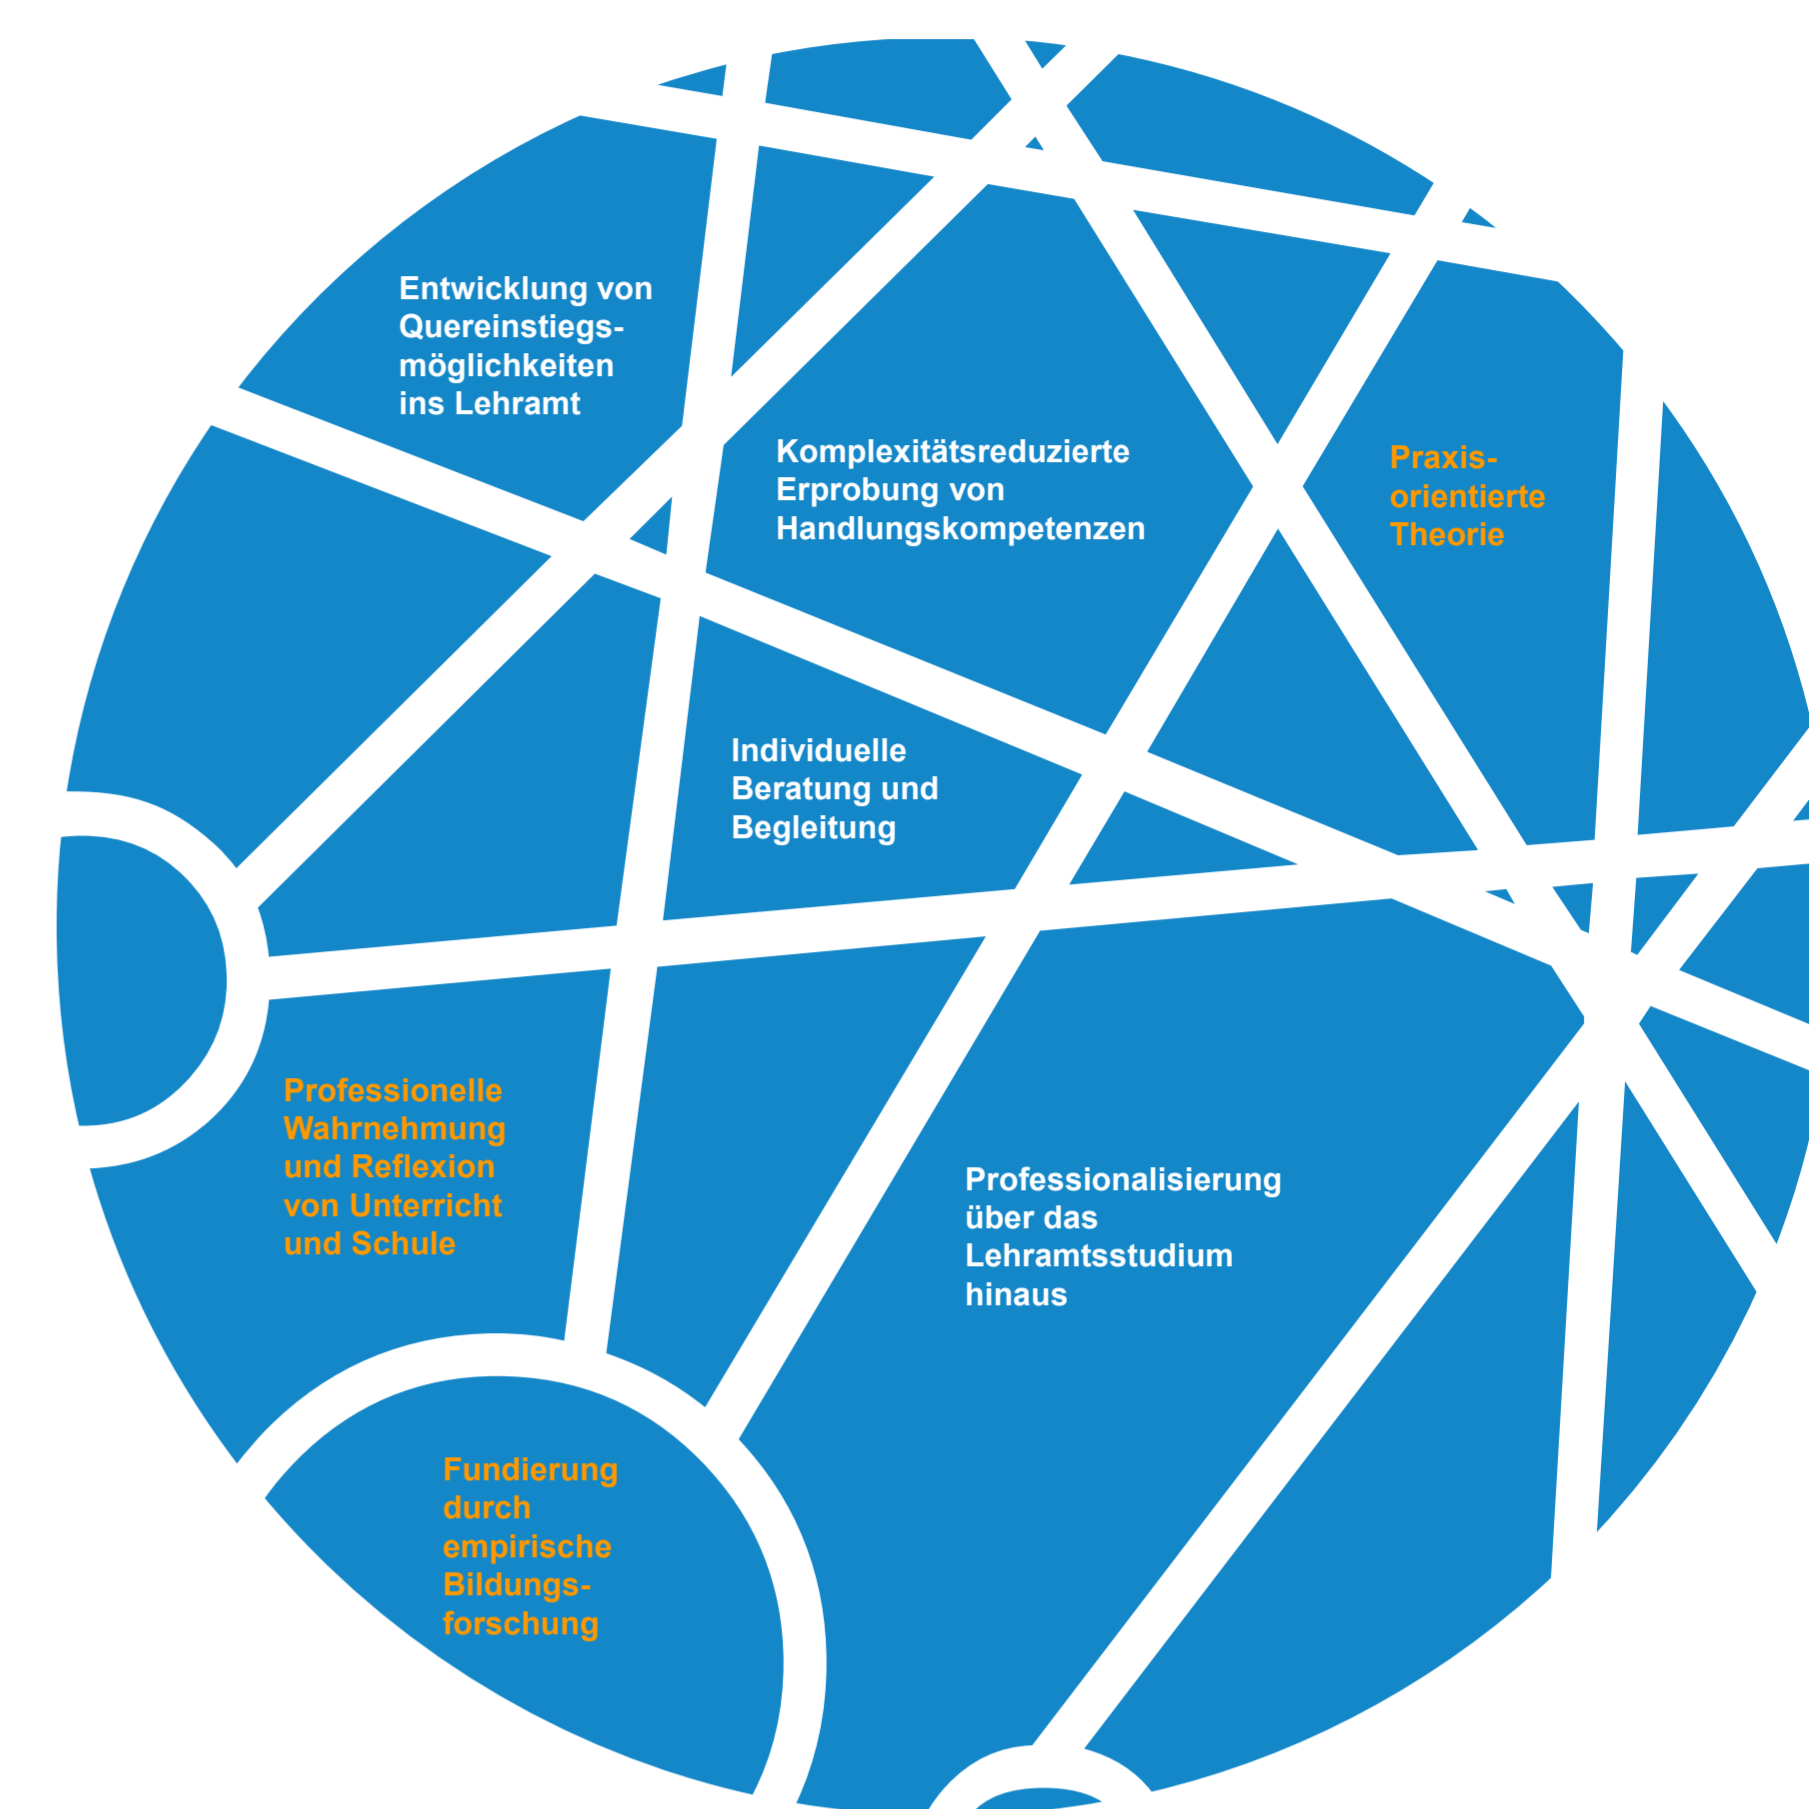 Entwicklung von
Quereinstiegs-
möglichkeiten
ins Lehramt
Komplexitätsreduzierte
Erprobung von
Handlungskompetenzen
Praxis-
orientierte
Theorie
Individuelle
Beratung und
Begleitung
Professionelle
Wahrnehmung
und Reflexion
von Unterricht
und Schule
Professionalisierung
über das
Lehramtsstudium
hinaus
Fundierung
durch
empirische
Bildungs-
forschung